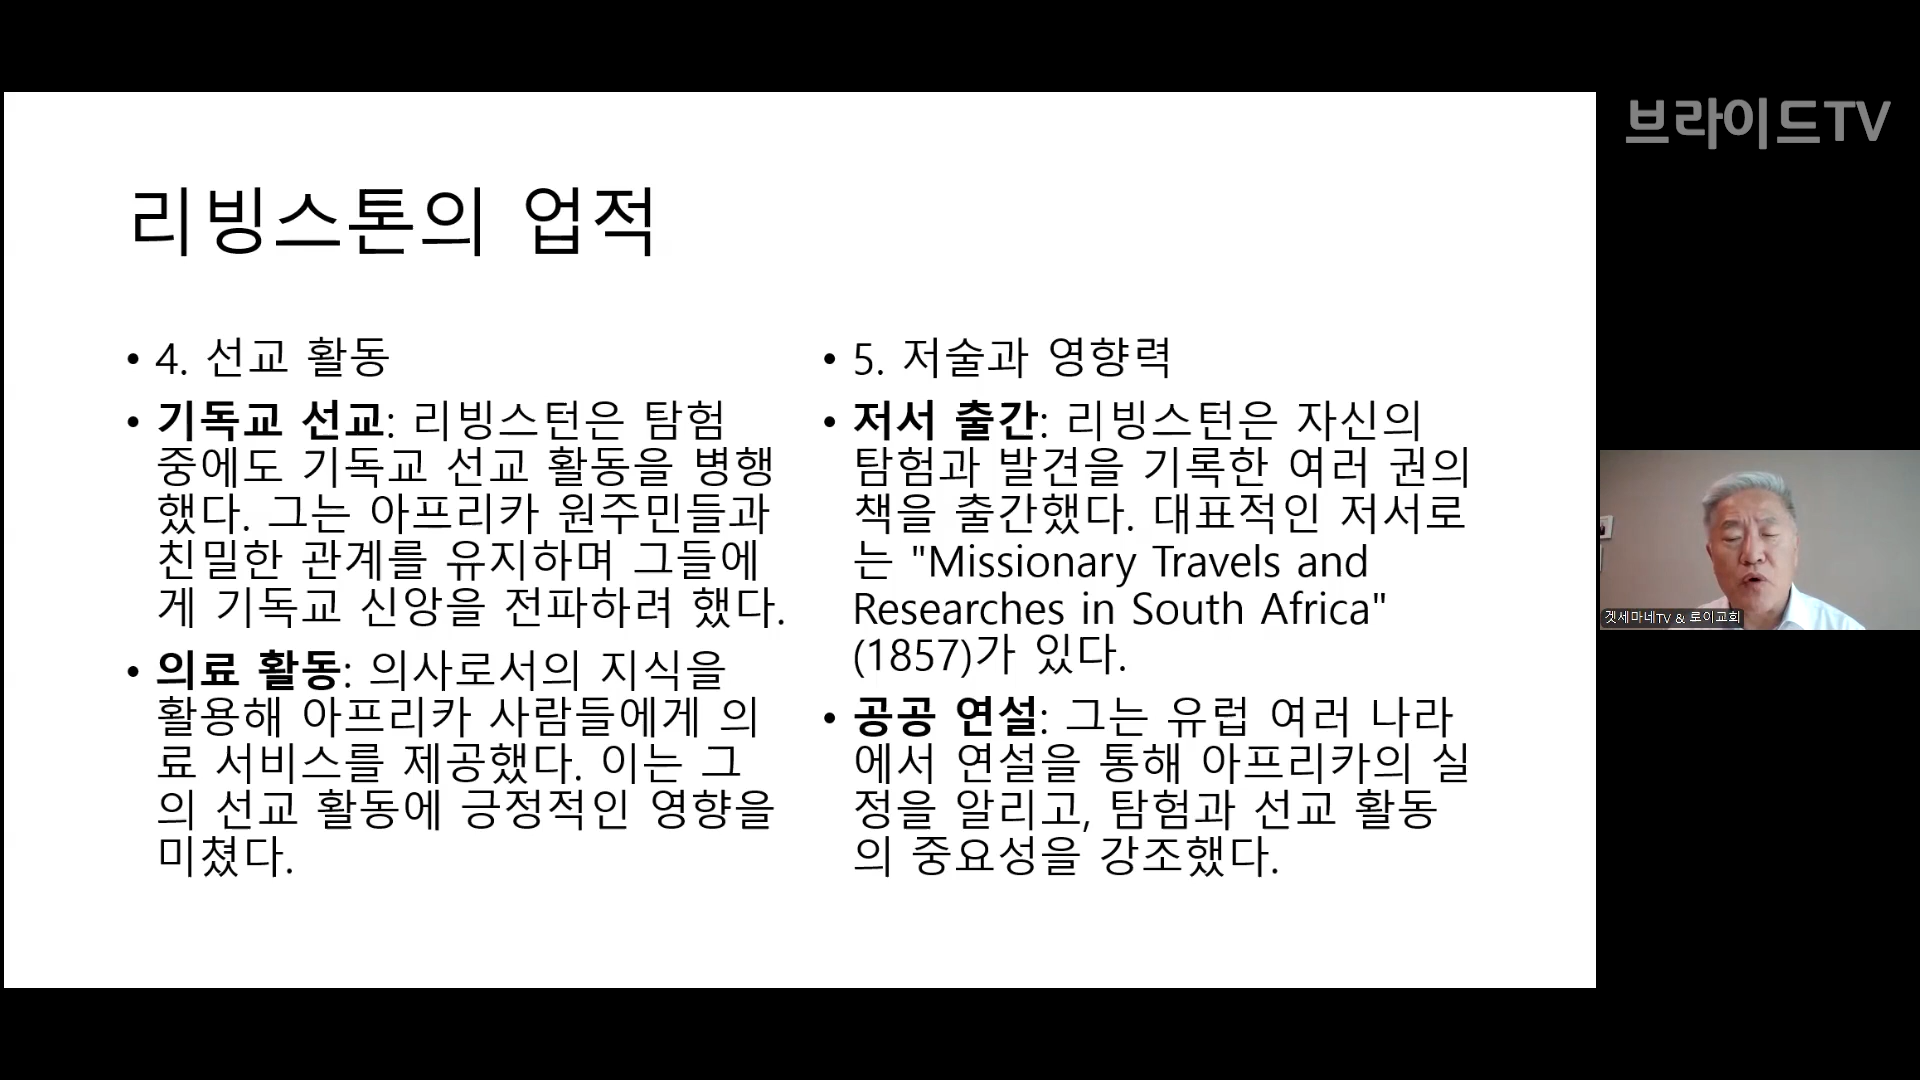 브라이드TV
리빙스톤의 업적
• 4. 선교 활동
• 기독교 선교: 리빙스턴은 탐험
중에도 기독교 선교 활동을 병행
했다. 그는 아프리카 원주민들과
친밀한 관계를 유지하며 그들에
게 기독교 신앙을 전파하려 했다.
• 의료 활동: 의사로서의 지식을
활용해 아프리카 사람들에게 의
료 서비스를 제공했다. 이는 그
의 선교 활동에 긍정적인 영향을
미쳤다.
• 5. 저술과 영향력
• 저서 출간: 리빙스턴은 자신의
탐험과 발견을 기록한 여러 권의
책을 출간했다. 대표적인 저서로
는 "Missionary Travels and
Researches in South Africa"
(1857)가 있다.
• 공공 연설: 그는 유럽 여러 나라
에서 연설을 통해 아프리카의 실
정을 알리고, 탐험과 선교 활동
의 중요성을 강조했다.
겟세마네TV & 로이교회